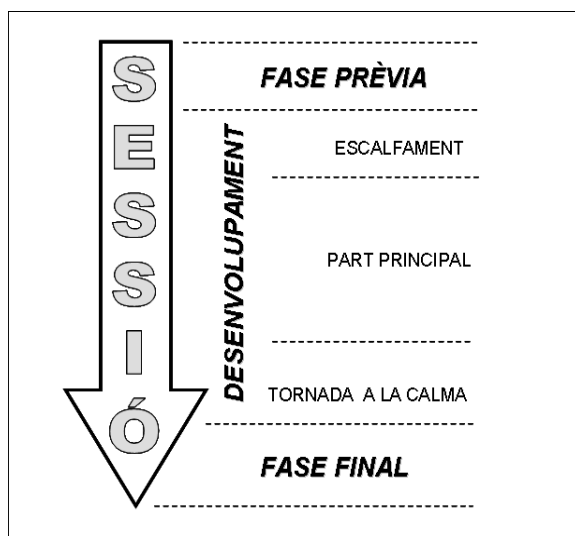 SESSIÓ
FASE PRÈVIA
DESENVOLUPAMENT
ESCALFAMENT
PART PRINCIPAL
TORNADA A LA CALMA
FASE FINAL